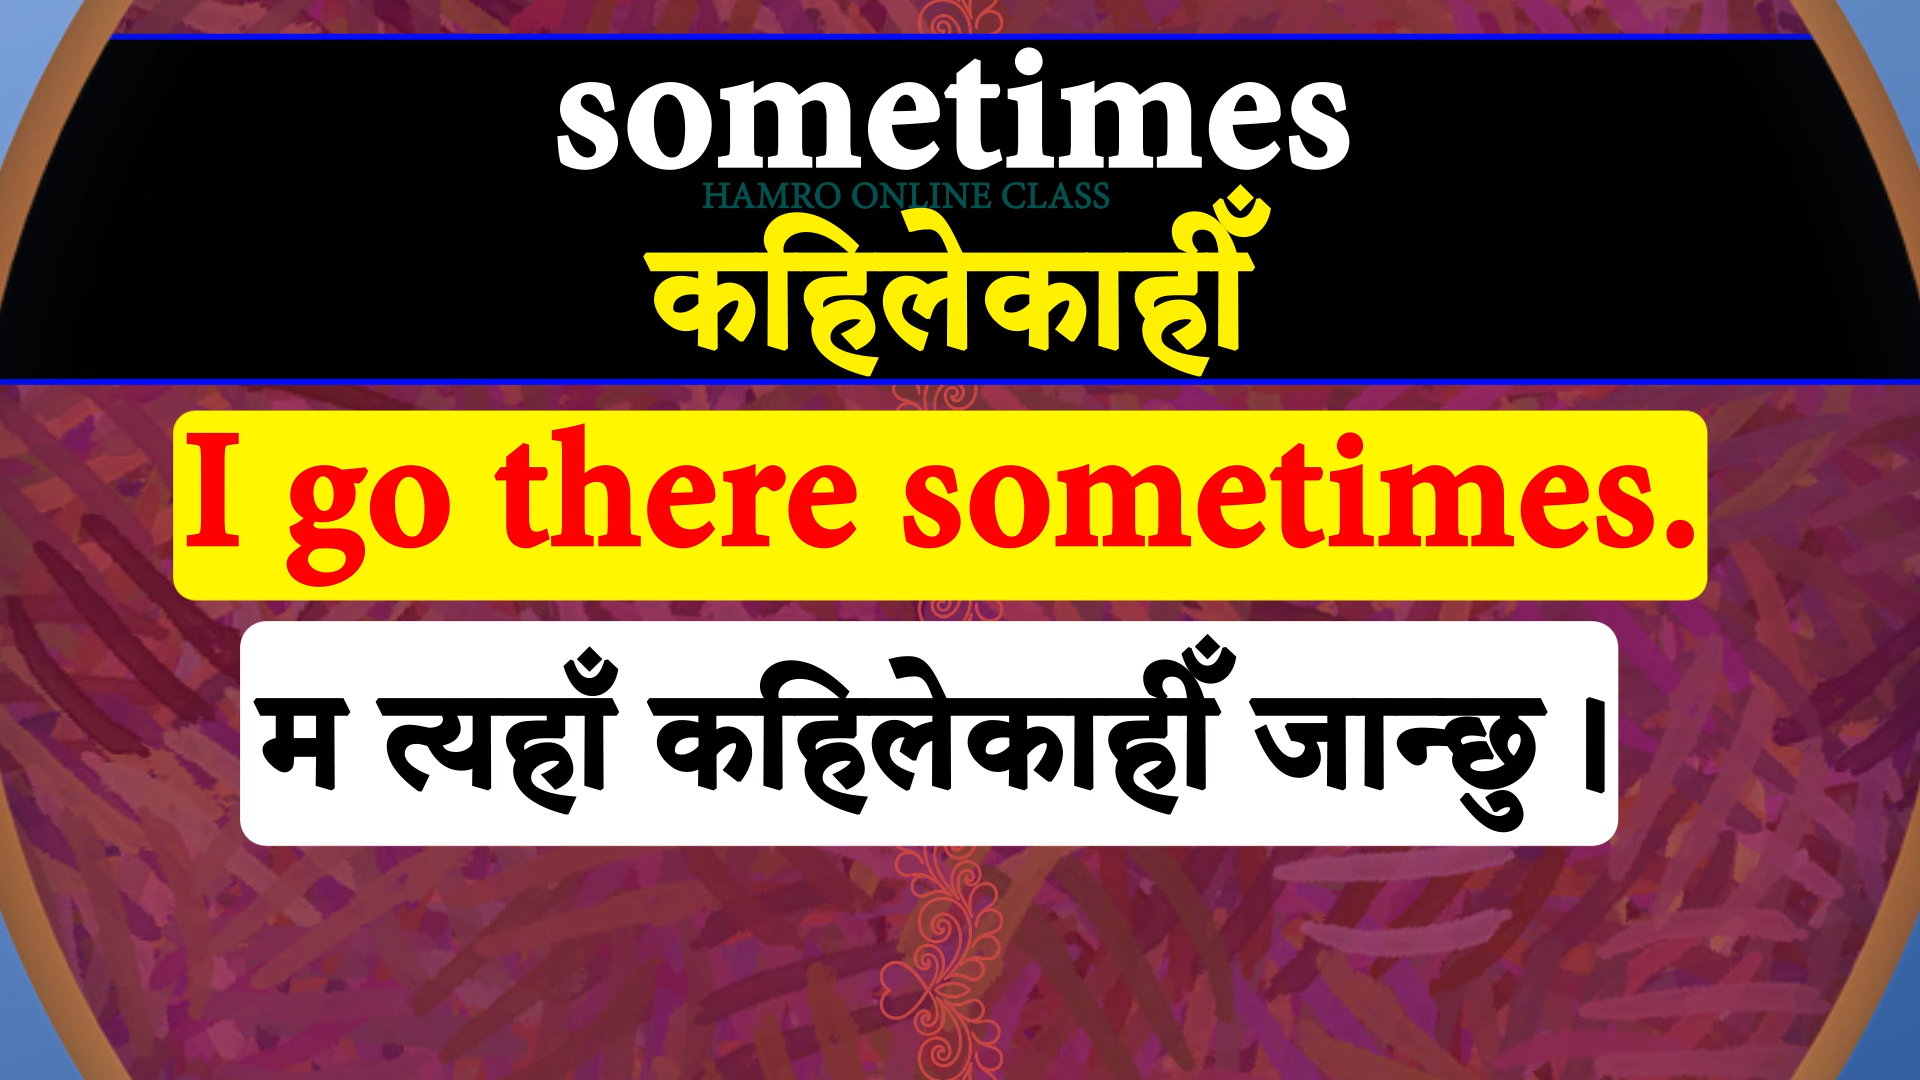 sometimes
HAMRO ONLINE CLASS
कहिलेकाहीँ
I go there sometimes.
म त्यहाँ कहिलेकाहीँ जान्छु ।